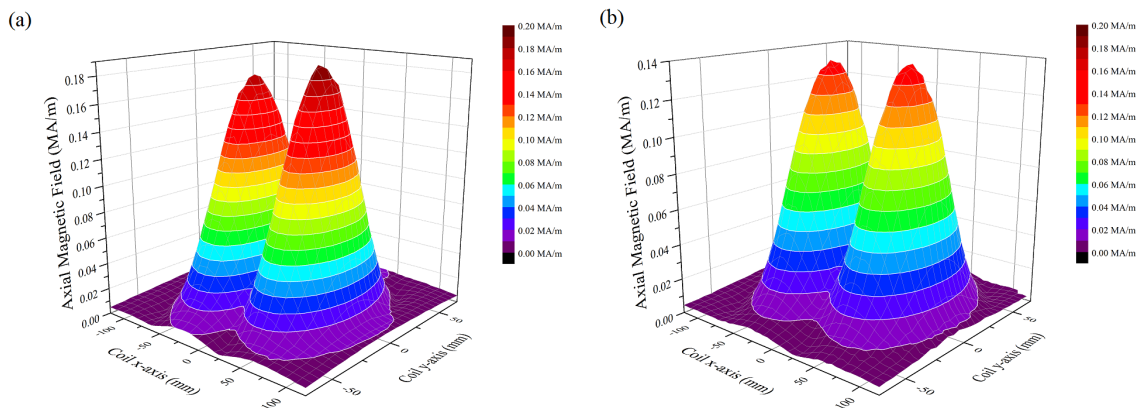 (a)
0.18
0.16
0.14
0.12
0.10
0.08
0.06
0.04
0.02
0.00
Axial Magnetic Field (MA/m)
-100
-50
0
50
100
Coil x-axis (mm)
-50
0
50
Coil y-axis (mm)
0.20 MA/m
0.18 MA/m
0.16 MA/m
0.14 MA/m
0.12 MA/m
0.10 MA/m
0.08 MA/m
0.06 MA/m
0.04 MA/m
0.02 MA/m
0.00 MA/m
(b)
0.14
0.12
0.10
0.08
0.06
0.04
0.02
0.00
Axial Magnetic Field (MA/m)
-100
-50
0
50
100
Coil x-axis (mm)
-50
0
50
Coil y-axis (mm)
0.20 MA/m
0.18 MA/m
0.16 MA/m
0.14 MA/m
0.12 MA/m
0.10 MA/m
0.08 MA/m
0.06 MA/m
0.04 MA/m
0.02 MA/m
0.00 MA/m